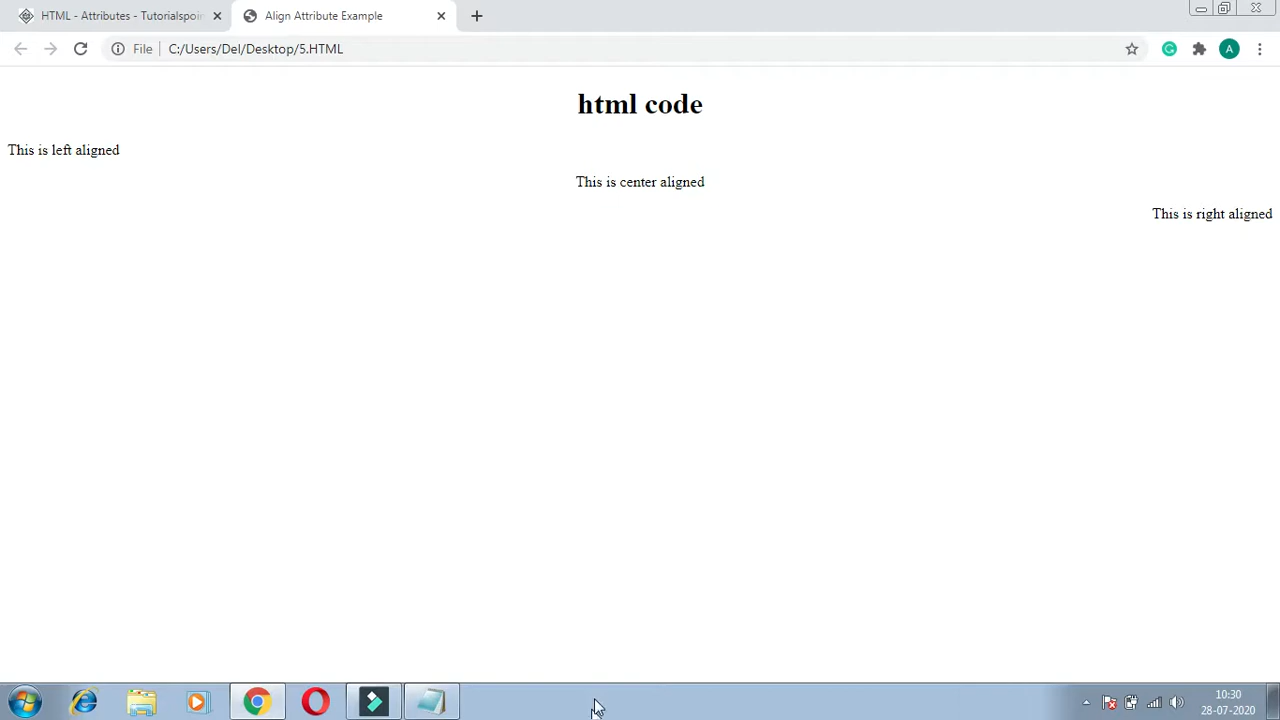 HTML - Attributes - Tutorialspoin
Align Attribute Example
File
C:/Users/Del/Desktop/5.HTML
A
html code
This is left aligned
This is center aligned
This is right aligned
10:30
28-07-2020